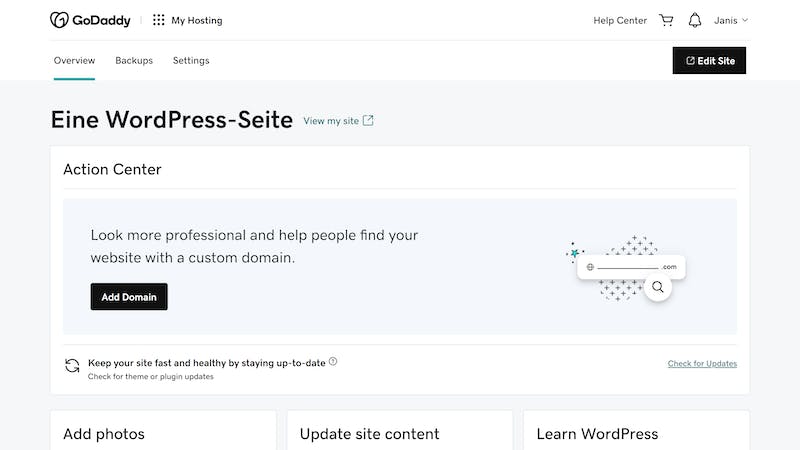 GoDaddy
My Hosting
Help Center
Janis
Overview
Backups
Settings
Edit Site
Eine WordPress-Seite
View my site
Action Center
Look more professional and help people find your
website with a custom domain.
Add Domain
.com
Keep your site fast and healthy by staying up-to-date ?
Check for theme or plugin updates
Check for Updates
Add photos
Update site content
Learn WordPress